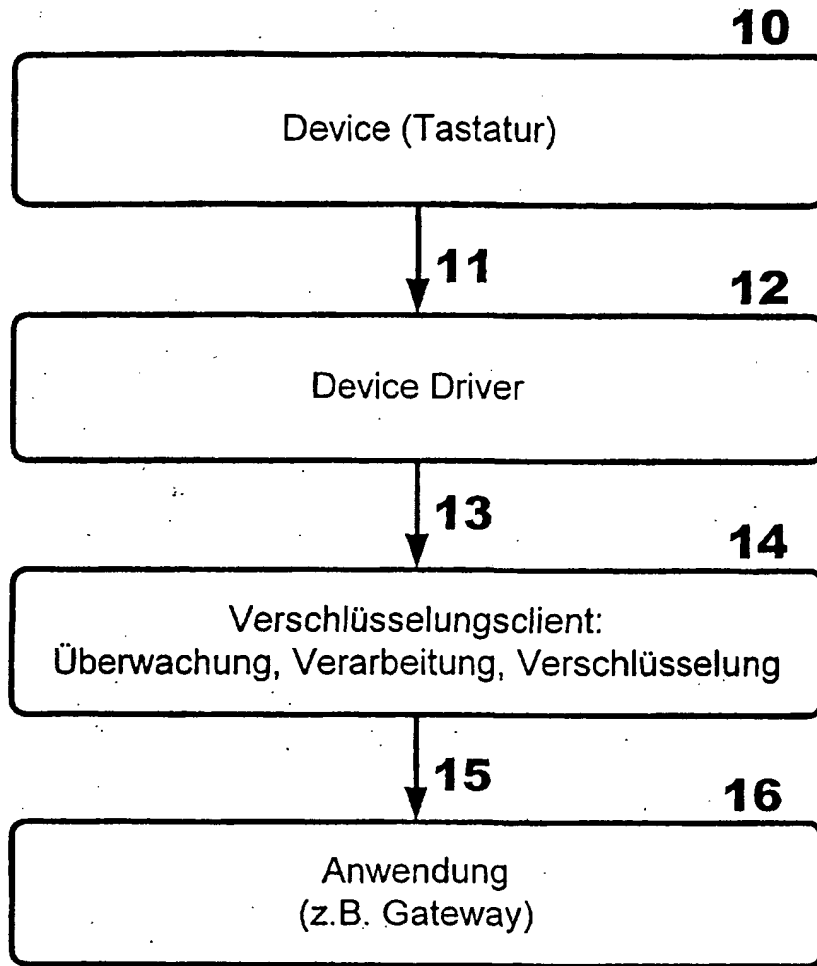 10
Device (Tastatur)
11
12
Device Driver
13
14
Verschlüsselungsclient:
Überwachung, Verarbeitung, Verschlüsselung
15
16
Anwendung
(z.B. Gateway)